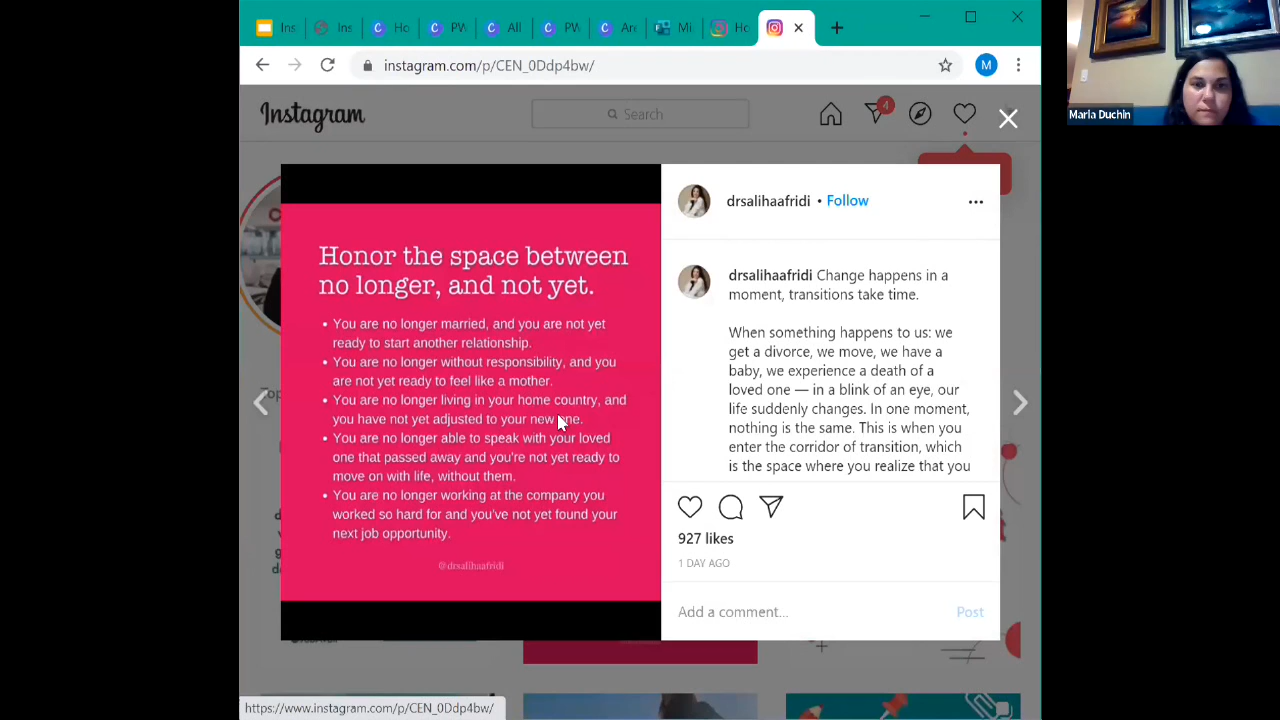 Ins
Ins
Ho
PW
All
PW
Arc
Mi
Ho
instagram.com/p/CEN_0Ddp4bw/
M
Instagram
Search
4
drsalihaafridi • Follow
Honor the space between
no longer, and not yet.
• You are no longer married, and you are not yet
ready to start another relationship.
• You are no longer without responsibility, and you
are not yet ready to feel like a mother.
• You are no longer living in your home country, and
you have not yet adjusted to your new one.
• You are no longer able to speak with your loved
one that passed away and you're not yet ready to
move on with life, without them.
• You are no longer working at the company you
worked so hard for and you've not yet found your
next job opportunity.
@drsalihaafridi
drsalihaafridi Change happens in a
moment, transitions take time.
When something happens to us: we
get a divorce, we move, we have a
baby, we experience a death of a
loved one — in a blink of an eye, our
life suddenly changes. In one moment,
nothing is the same. This is when you
enter the corridor of transition, which
is the space where you realize that you
927 likes
1 DAY AGO
Add a comment...
Post
https://www.instagram.com/p/CEN_0Ddp4bw/
Marla Duchin